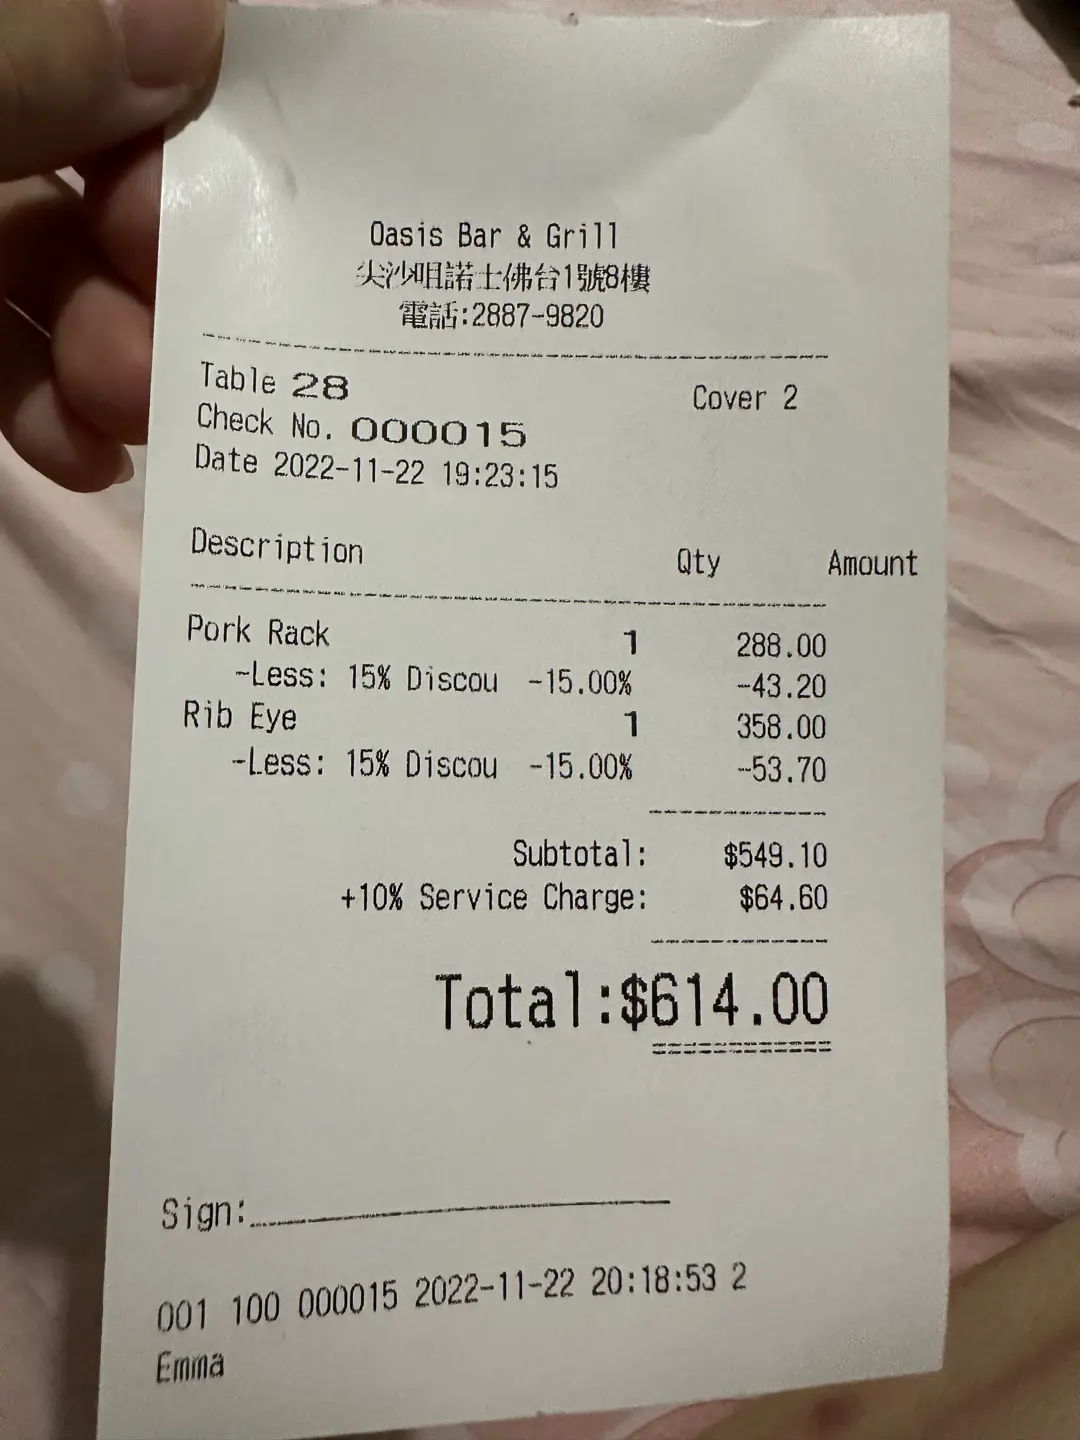 Oasis Bar & Grill
尖沙咀諾士佛台1號8樓
電話:2887-9820
Table 28 Cover 2
Check No. 000015
Date 2022-11-22 19:23:15
Description Qty Amount
Pork Rack 1 288.00
-Less: 15% Discou -15.00% -43.20
Rib Eye 1 358.00
-Less: 15% Discou -15.00% -53.70
Subtotal: $549.10
+10% Service Charge: $64.60
Total:$614.00
Sign:
001 100 000015 2022-11-22 20:18:53 2
Emma